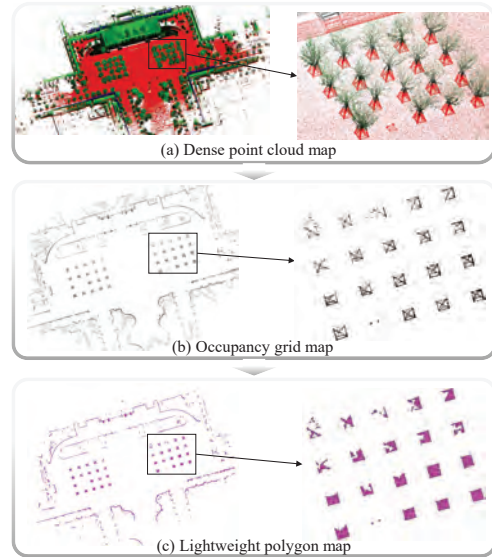 (a) Dense point cloud map
(b) Occupancy grid map
(c) Lightweight polygon map